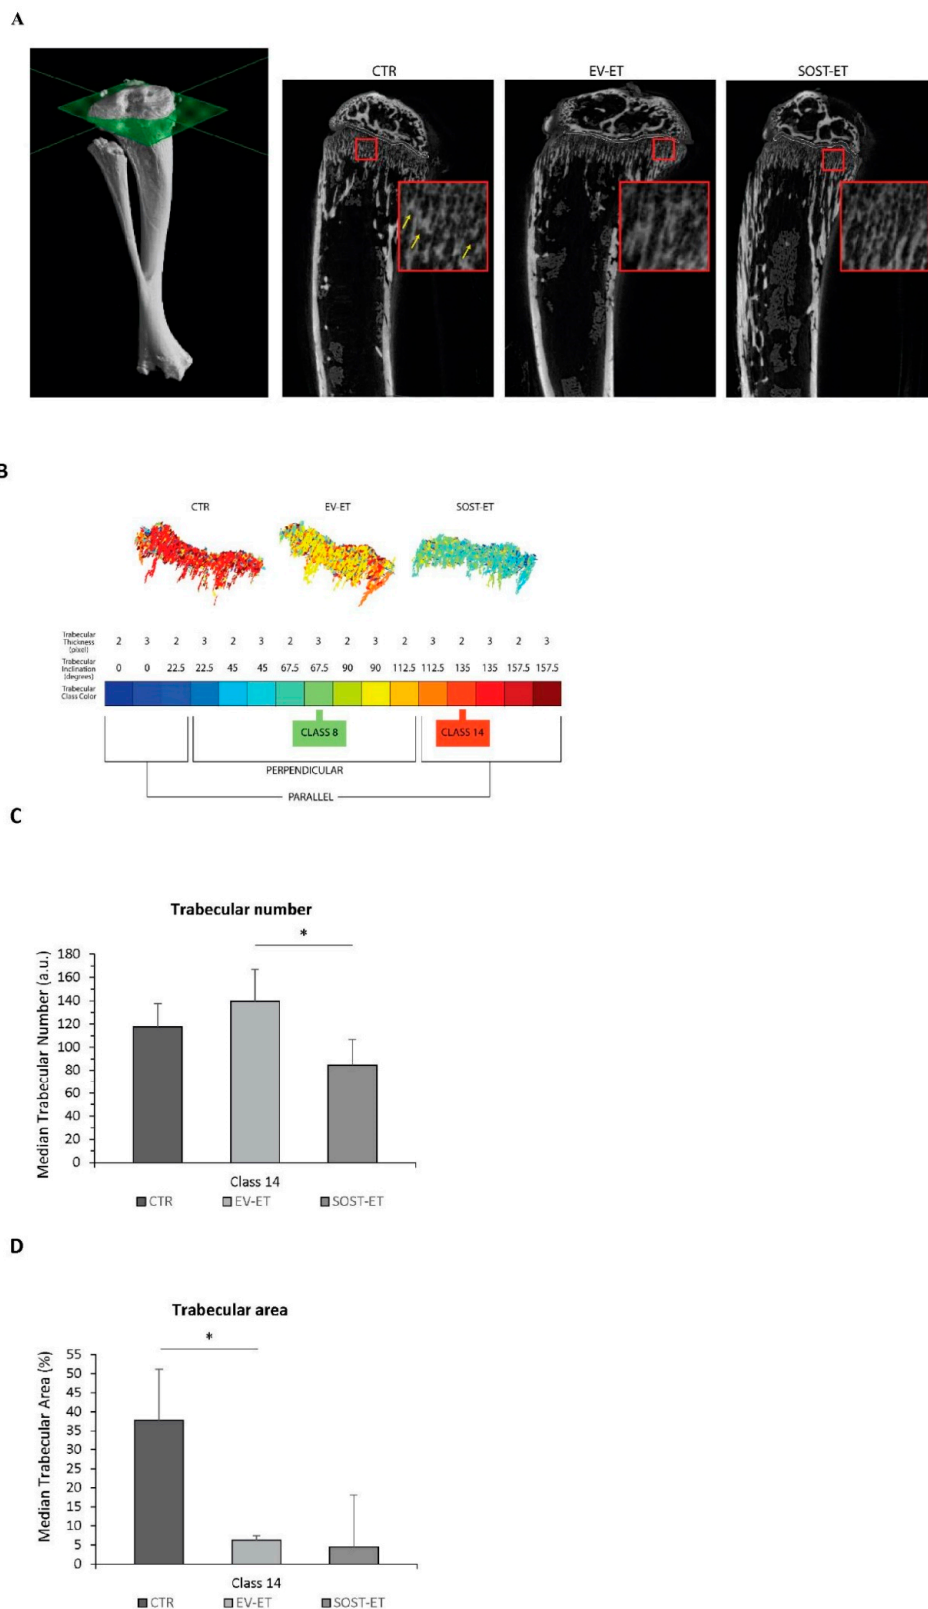 A
CTR
EV-ET
SOST-ET
B
CTR
EV-ET
SOST-ET
Trabecular
Thickness
(pixel)
2 3 2 3 2 3 2 3 2 3 2 3 2 3 2 3
Trabecular
Inclination
(degrees)
0 0 22.5 22.5 45 45 67.5 67.5 90 90 112.5 112.5 135 135 157.5 157.5
Trabecular
Class Color
CLASS 8
CLASS 14
PERPENDICULAR
PARALLEL
C
Trabecular number
*
Median Trabecular Number (a.u.)
180
160
140
120
100
80
60
40
20
0
Class 14
CTR EV-ET SOST-ET
D
Trabecular area
*
Median Trabecular Area (%)
55
50
45
40
35
30
25
20
15
10
5
0
Class 14
CTR EV-ET SOST-ET